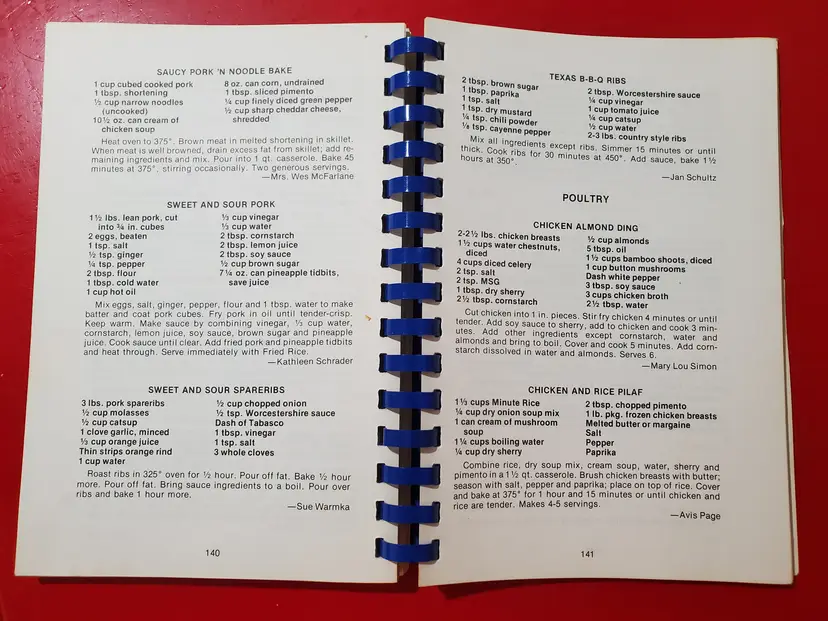 SAUCY PORK 'N NOODLE BAKE
1 cup cubed cooked pork
1 tbsp. shortening
½ cup narrow noodles
(uncooked)
10½ oz. can cream of
chicken soup
8 oz. can corn, undrained
1 tbsp. sliced pimento
¼ cup finely diced green pepper
½ cup sharp cheddar cheese,
shredded
Heat oven to 375°. Brown meat in melted shortening in skillet.
When meat is well browned, drain excess fat from skillet; add re-
maining ingredients and mix. Pour into 1 qt. casserole. Bake 45
minutes at 375°, stirring occasionally. Two generous servings.
—Mrs. Wes McFarlane
SWEET AND SOUR PORK
1½ lbs. lean pork, cut
into ¾ in. cubes
2 eggs, beaten
1 tsp. salt
½ tsp. ginger
¼ tsp. pepper
2 tbsp. flour
1 tbsp. cold water
1 cup hot oil
⅓ cup vinegar
⅓ cup water
2 tbsp. cornstarch
2 tbsp. lemon juice
2 tbsp. soy sauce
½ cup brown sugar
7¼ oz. can pineapple tidbits,
save juice
Mix eggs, salt, ginger, pepper, flour and 1 tbsp. water to make
batter and coat pork cubes. Fry pork in oil until tender-crisp.
Keep warm. Make sauce by combining vinegar, ⅓ cup water,
cornstarch, lemon juice, soy sauce, brown sugar and pineapple
juice. Cook sauce until clear. Add fried pork and pineapple tidbits
and heat through. Serve immediately with Fried Rice.
—Kathleen Schrader
SWEET AND SOUR SPARERIBS
3 lbs. pork spareribs
½ cup molasses
½ cup catsup
1 clove garlic, minced
⅓ cup orange juice
Thin strips orange rind
1 cup water
½ cup chopped onion
½ tsp. Worcestershire sauce
Dash of Tabasco
1 tbsp. vinegar
1 tsp. salt
3 whole cloves
Roast ribs in 325° oven for ½ hour. Pour off fat. Bake ½ hour
more. Pour off fat. Bring sauce ingredients to a boil. Pour over
ribs and bake 1 hour more.
—Sue Warmka
140
TEXAS B-B-Q RIBS
2 tbsp. brown sugar
1 tbsp. paprika
1 tsp. salt
1 tsp. dry mustard
¼ tsp. chili powder
⅛ tsp. cayenne pepper
2 tbsp. Worcestershire sauce
¼ cup vinegar
1 cup tomato juice
¼ cup catsup
½ cup water
2-3 lbs. country style ribs
Mix all ingredients except ribs. Simmer 15 minutes or until
thick. Cook ribs for 30 minutes at 450°. Add sauce, bake 1½
hours at 350°.
—Jan Schultz
POULTRY
CHICKEN ALMOND DING
2-2½ lbs. chicken breasts
1½ cups water chestnuts,
diced
4 cups diced celery
2 tsp. salt
2 tsp. MSG
1 tbsp. dry sherry
2½ tbsp. cornstarch
½ cup almonds
5 tbsp. oil
1½ cups bamboo shoots, diced
1 cup button mushrooms
Dash white pepper
3 tbsp. soy sauce
3 cups chicken broth
2½ tbsp. water
Cut chicken into 1 in. pieces. Stir fry chicken 4 minutes or until
tender. Add soy sauce to sherry, add to chicken and cook 3 min-
utes. Add other ingredients except cornstarch, water and
almonds and bring to boil. Cover and cook 5 minutes. Add corn-
starch dissolved in water and almonds. Serves 6.
—Mary Lou Simon
CHICKEN AND RICE PILAF
1⅓ cups Minute Rice
¼ cup dry onion soup mix
1 can cream of mushroom
soup
1¼ cups boiling water
¼ cup dry sherry
2 tbsp. chopped pimento
1 lb. pkg. frozen chicken breasts
Melted butter or margaine
Salt
Pepper
Paprika
Combine rice, dry soup mix, cream soup, water, sherry and
pimento in a 1½ qt. casserole. Brush chicken breasts with butter;
season with salt, pepper and paprika; place on top of rice. Cover
and bake at 375° for 1 hour and 15 minutes or until chicken and
rice are tender. Makes 4-5 servings.
—Avis Page
141